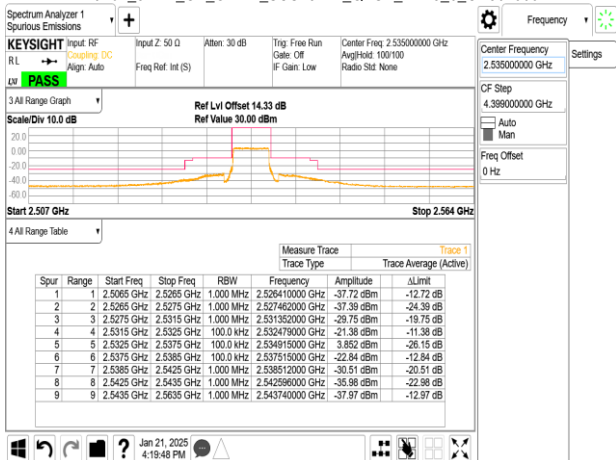 Spectrum Analyzer 1
Spurious Emissions
Frequency
KEYSIGHT Input: RF Input Z: 50 Ω Atten: 30 dB Trig: Free Run Center Freq: 2.535000000 GHz
RL Coupling: DC Gate: Off Avg|Hold: 100/100
Align: Auto Freq Ref: Int (S) IF Gain: Low Radio Std: None
LXI PASS
3 All Range Graph
Ref Lvl Offset 14.33 dB
Scale/Div 10.0 dB Ref Value 30.00 dBm
20.0
0.00
-20.0
-40.0
-60.0
Start 2.507 GHz Stop 2.564 GHz
4 All Range Table
Measure Trace Trace 1
Trace Type Trace Average (Active)
Spur Range Start Freq Stop Freq RBW Frequency Amplitude ΔLimit
1 1 2.5065 GHz 2.5265 GHz 1.000 MHz 2.526410000 GHz -37.72 dBm -12.72 dB
2 2 2.5265 GHz 2.5275 GHz 1.000 MHz 2.527462000 GHz -37.39 dBm -24.39 dB
3 3 2.5275 GHz 2.5315 GHz 1.000 MHz 2.531352000 GHz -29.75 dBm -19.75 dB
4 4 2.5315 GHz 2.5325 GHz 100.0 kHz 2.532479000 GHz -21.38 dBm -11.38 dB
5 5 2.5325 GHz 2.5375 GHz 100.0 kHz 2.534915000 GHz 3.852 dBm -26.15 dB
6 6 2.5375 GHz 2.5385 GHz 100.0 kHz 2.537515000 GHz -22.84 dBm -12.84 dB
7 7 2.5385 GHz 2.5425 GHz 1.000 MHz 2.538512000 GHz -30.51 dBm -20.51 dB
8 8 2.5425 GHz 2.5435 GHz 1.000 MHz 2.542596000 GHz -35.98 dBm -22.98 dB
9 9 2.5435 GHz 2.5635 GHz 1.000 MHz 2.543740000 GHz -37.97 dBm -12.97 dB
Jan 21, 2025
4:19:48 PM
Center Frequency
2.535000000 GHz
Settings
CF Step
4.399000000 GHz
Auto
Man
Freq Offset
0 Hz